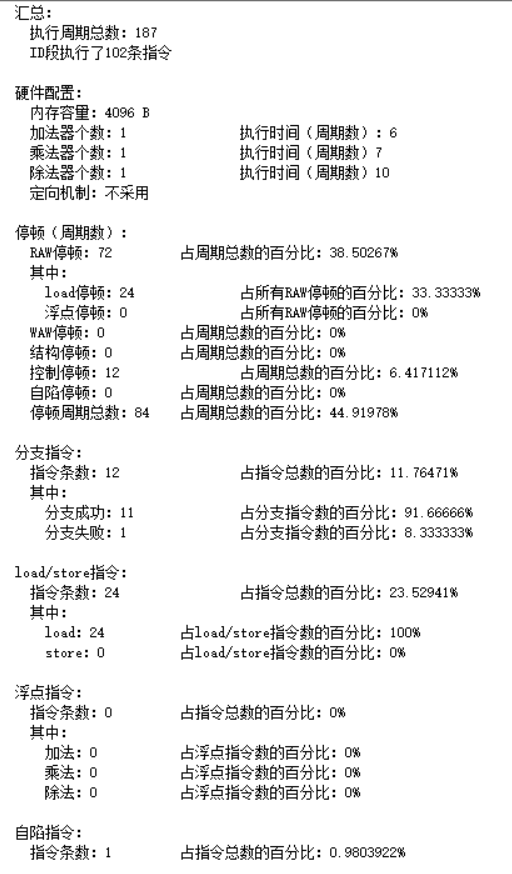 汇总:
执行周期总数: 187
ID段执行了102条指令
硬件配置:
内存容量: 4096 B
加法器个数: 1 执行时间（周期数）: 6
乘法器个数: 1 执行时间（周期数）7
除法器个数: 1 执行时间（周期数）10
定向机制: 不采用
停顿（周期数）:
RAW停顿: 72 占周期总数的百分比: 38.50267%
其中:
load停顿: 24 占所有RAW停顿的百分比: 33.33333%
浮点停顿: 0 占所有RAW停顿的百分比: 0%
WAW停顿: 0 占周期总数的百分比: 0%
结构停顿: 0 占周期总数的百分比: 0%
控制停顿: 12 占周期总数的百分比: 6.417112%
自陷停顿: 0 占周期总数的百分比: 0%
停顿周期总数: 84 占周期总数的百分比: 44.91978%
分支指令:
指令条数: 12 占指令总数的百分比: 11.76471%
其中:
分支成功: 11 占分支指令数的百分比: 91.66666%
分支失败: 1 占分支指令数的百分比: 8.333333%
load/store指令:
指令条数: 24 占指令总数的百分比: 23.52941%
其中:
load: 24 占load/store指令数的百分比: 100%
store: 0 占load/store指令数的百分比: 0%
浮点指令:
指令条数: 0 占指令总数的百分比: 0%
其中:
加法: 0 占浮点指令数的百分比: 0%
乘法: 0 占浮点指令数的百分比: 0%
除法: 0 占浮点指令数的百分比: 0%
自陷指令:
指令条数: 1 占指令总数的百分比: 0.9803922%